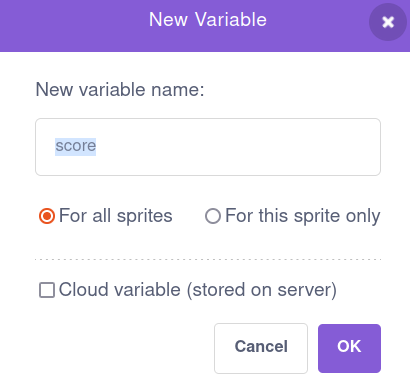 New Variable
New variable name:
score
For all sprites For this sprite only
Cloud variable (stored on server)
Cancel OK